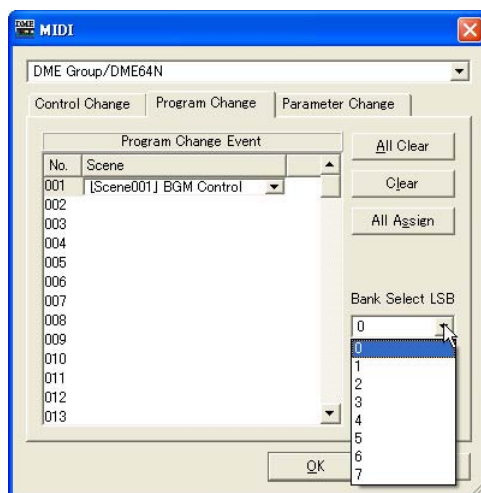 DME
MIDI
DME Group/DME64N
Control Change
Program Change
Parameter Change
Program Change Event
No. Scene
001 [Scene001] BGM Control
002
003
004
005
006
007
008
009
010
011
012
013
All Clear
Clear
All Assign
Bank Select LSB
0
0
1
2
3
4
5
6
7
OK